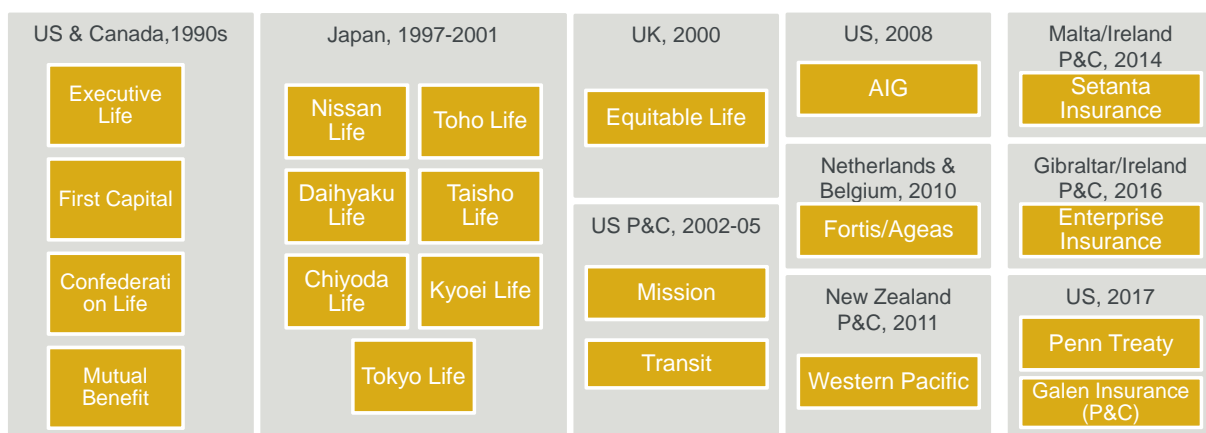 US & Canada,1990s
Executive
Life
First Capital
Confederati
on Life
Mutual
Benefit
Japan, 1997-2001
Nissan
Life
Toho Life
Daihyaku
Life
Taisho
Life
Chiyoda
Life
Kyoei Life
Tokyo Life
UK, 2000
Equitable Life
US P&C, 2002-05
Mission
Transit
US, 2008
AIG
Netherlands &
Belgium, 2010
Fortis/Ageas
New Zealand
P&C, 2011
Western Pacific
Malta/Ireland
P&C, 2014
Setanta
Insurance
Gibraltar/Ireland
P&C, 2016
Enterprise
Insurance
US, 2017
Penn Treaty
Galen Insurance
(P&C)